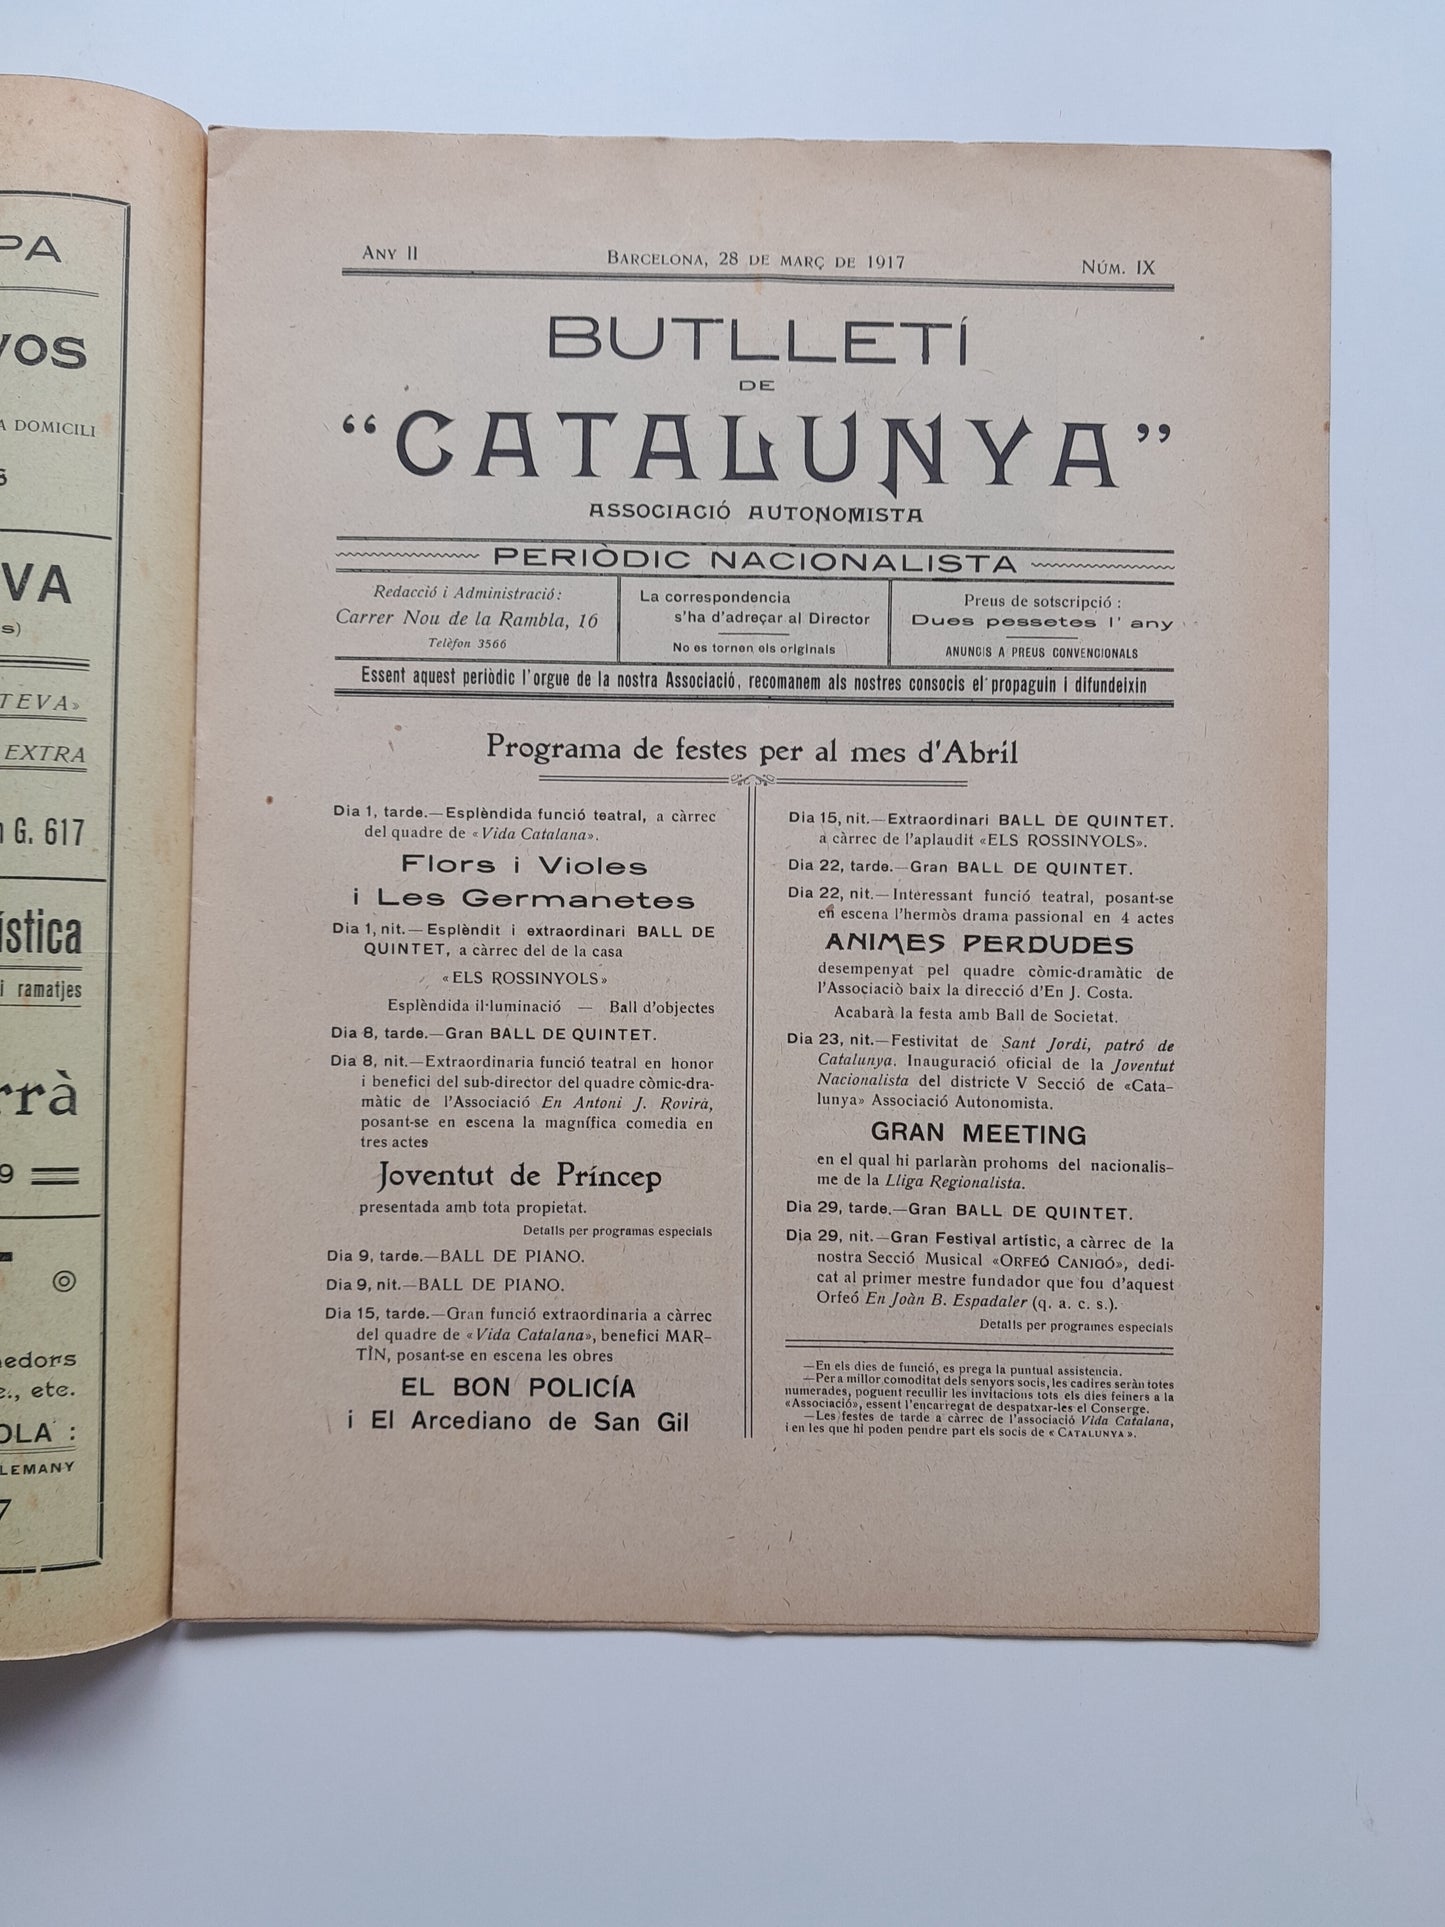 PA
VOS
A DOMICILI
VA
s)
TEVA»
EXTRA
G. 617
ística
i ramatjes
rrà
9
edors
e., etc.
OLA :
LEMANY
7
ANY II
BARCELONA, 28 DE MARÇ DE 1917
NÚM. IX
BUTLLETÍ
DE
“CATALUNYA”
ASSOCIACIÓ AUTONOMISTA
PERIÒDIC NACIONALISTA
Redacció i Administració:
Carrer Nou de la Rambla, 16
Telèfon 3566
La correspondencia
s'ha d'adreçar al Director
No es tornen els originals
Preus de sotscripció :
Dues pessetes l' any
ANUNCIS A PREUS CONVENCIONALS
Essent aquest periòdic l'orgue de la nostra Associació, recomanem als nostres consocis el propaguin i difundeixin
Programa de festes per al mes d'Abril
Dia 1, tarde.—Esplèndida funció teatral, a càrrec
del quadre de «Vida Catalana».
Flors i Violes
i Les Germanetes
Dia 1, nit.—Esplèndit i extraordinari BALL DE
QUINTET, a càrrec del de la casa
«ELS ROSSINYOLS»
Esplèndida il·luminació — Ball d'objectes
Dia 8, tarde.—Gran BALL DE QUINTET.
Dia 8, nit.—Extraordinaria funció teatral en honor
i benefici del sub-director del quadre còmic-dra-
màtic de l'Associació En Antoni J. Rovirà,
posant-se en escena la magnífica comedia en
tres actes
Joventut de Príncep
presentada amb tota propietat.
Detalls per programas especials
Dia 9, tarde.—BALL DE PIANO.
Dia 9, nit.—BALL DE PIANO.
Dia 15, tarde.—Gran funció extraordinaria a càrrec
del quadre de «Vida Catalana», benefici MAR-
TÌN, posant-se en escena les obres
EL BON POLICÍA
i El Arcediano de San Gil
Dia 15, nit.—Extraordinari BALL DE QUINTET.
a càrrec de l'aplaudit «ELS ROSSINYOLS».
Dia 22, tarde.—Gran BALL DE QUINTET.
Dia 22, nit.—Interessant funció teatral, posant-se
en escena l'hermòs drama passional en 4 actes
ANIMES PERDUDES
desempenyat pel quadre còmic-dramàtic de
l'Associaciò baix la direcció d'En J. Costa.
Acabarà la festa amb Ball de Societat.
Dia 23, nit.—Festivitat de Sant Jordi, patró de
Catalunya. Inauguració oficial de la Joventut
Nacionalista del districte V Secció de «Cata-
lunya» Associació Autonomista.
GRAN MEETING
en el qual hi parlaràn prohoms del nacionalis-
me de la Lliga Regionalista.
Dia 29, tarde.—Gran BALL DE QUINTET.
Dia 29, nit.—Gran Festival artístic, a càrrec de la
nostra Secció Musical «ORFEÓ CANIGÓ», dedi-
cat al primer mestre fundador que fou d'aquest
Orfeó En Joàn B. Espadaler (q. a. c. s.).
Detalls per programes especials
—En els dies de funció, es prega la puntual assistencia.
—Per a millor comoditat dels senyors socis, les cadires seràn totes
numerades, poguent recullir les invitacions tots els dies feiners a la
«Associació», essent l'encarregat de despatxar-les el Conserge.
—Les festes de tarde a càrrec de l'associació Vida Catalana,
i en les que hi poden pendre part els socis de « CATALUNYA ».